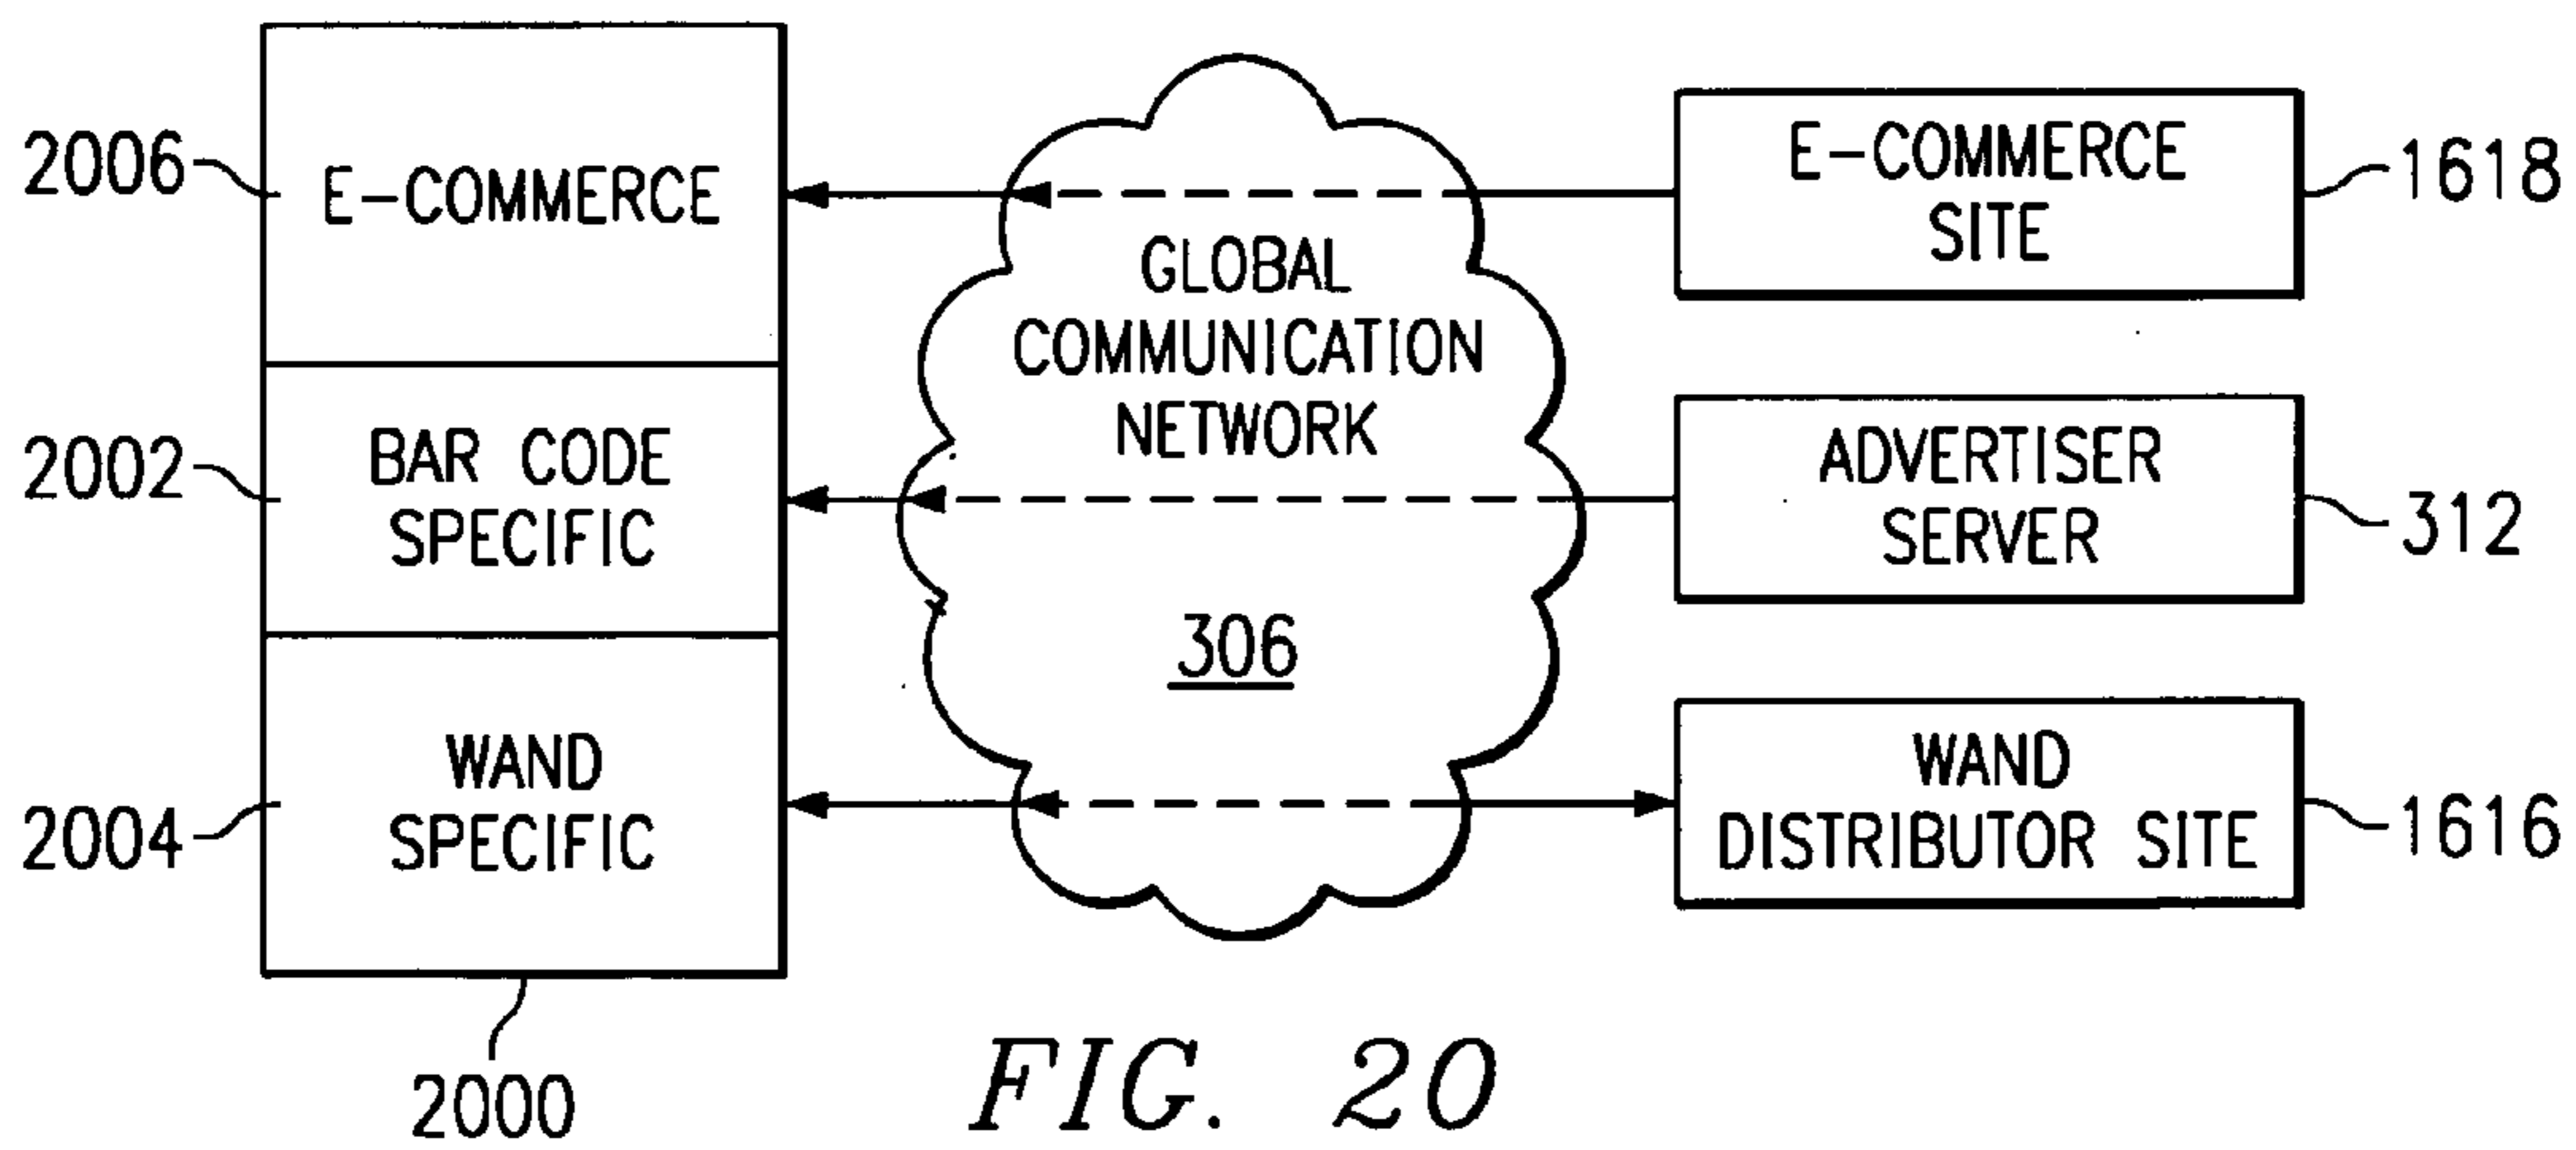 2006
E-COMMERCE
2002
BAR CODE
SPECIFIC
2004
WAND
SPECIFIC
2000
GLOBAL
COMMUNICATION
NETWORK
306
E-COMMERCE
SITE
1618
ADVERTISER
SERVER
312
WAND
DISTRIBUTOR SITE
1616
FIG. 20